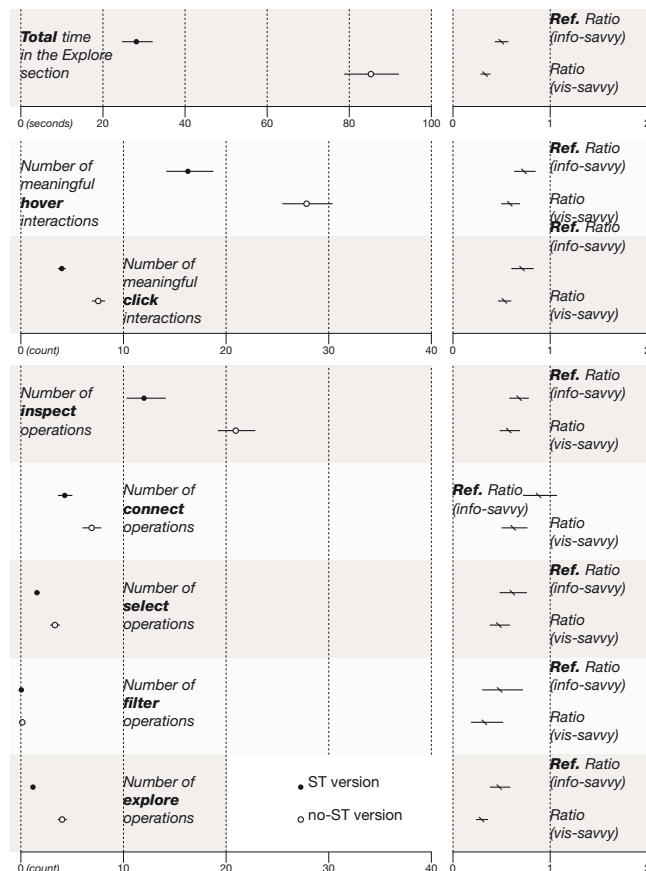 Total time
in the Explore
section
Ref. Ratio
(info-savvy)
Ratio
(vis-savvy)
0 (seconds) 20 40 60 80 100
0 1 2
Number of
meaningful
hover
interactions
Ref. Ratio
(info-savvy)
Ratio
(vis-savvy)
Number of
meaningful
click
interactions
Ref. Ratio
(info-savvy)
Ratio
(vis-savvy)
0 (count) 10 20 30 40
0 1 2
Number of
inspect
operations
Ref. Ratio
(info-savvy)
Ratio
(vis-savvy)
Number of
connect
operations
Ref. Ratio
(info-savvy)
Ratio
(vis-savvy)
Number of
select
operations
Ref. Ratio
(info-savvy)
Ratio
(vis-savvy)
Number of
filter
operations
Ref. Ratio
(info-savvy)
Ratio
(vis-savvy)
Number of
explore
operations
ST version
no-ST version
Ref. Ratio
(info-savvy)
Ratio
(vis-savvy)
0 (count) 10 20 30 40
0 1 2